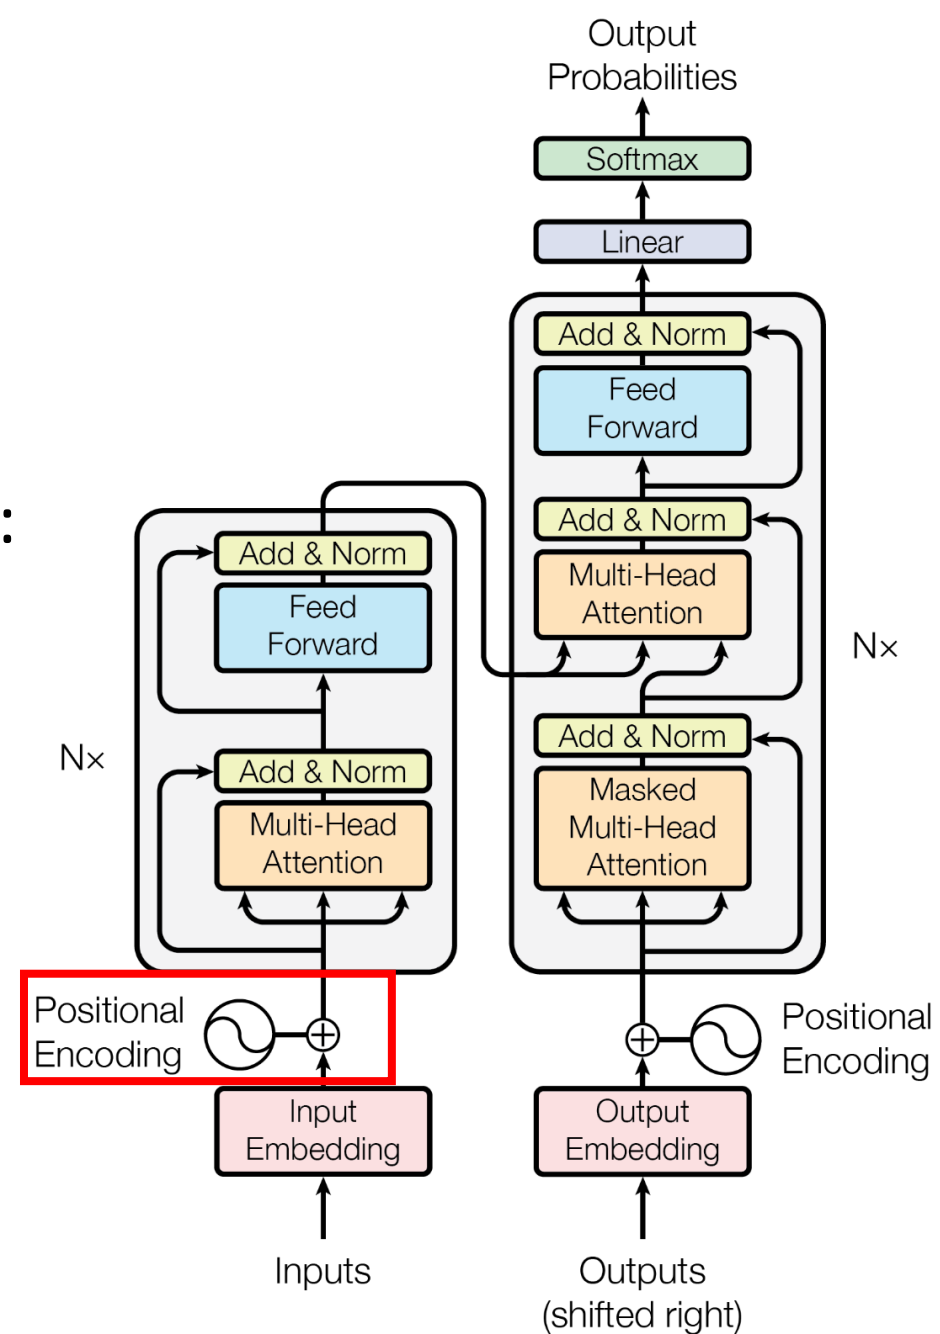 Output
Probabilities
Softmax
Linear
Add & Norm
Feed
Forward
Add & Norm
Multi-Head
Attention
Add & Norm
Masked
Multi-Head
Attention
N×
:
Add & Norm
Feed
Forward
Add & Norm
Multi-Head
Attention
N×
Positional
Encoding
Positional
Encoding
Input
Embedding
Output
Embedding
Inputs
Outputs
(shifted right)